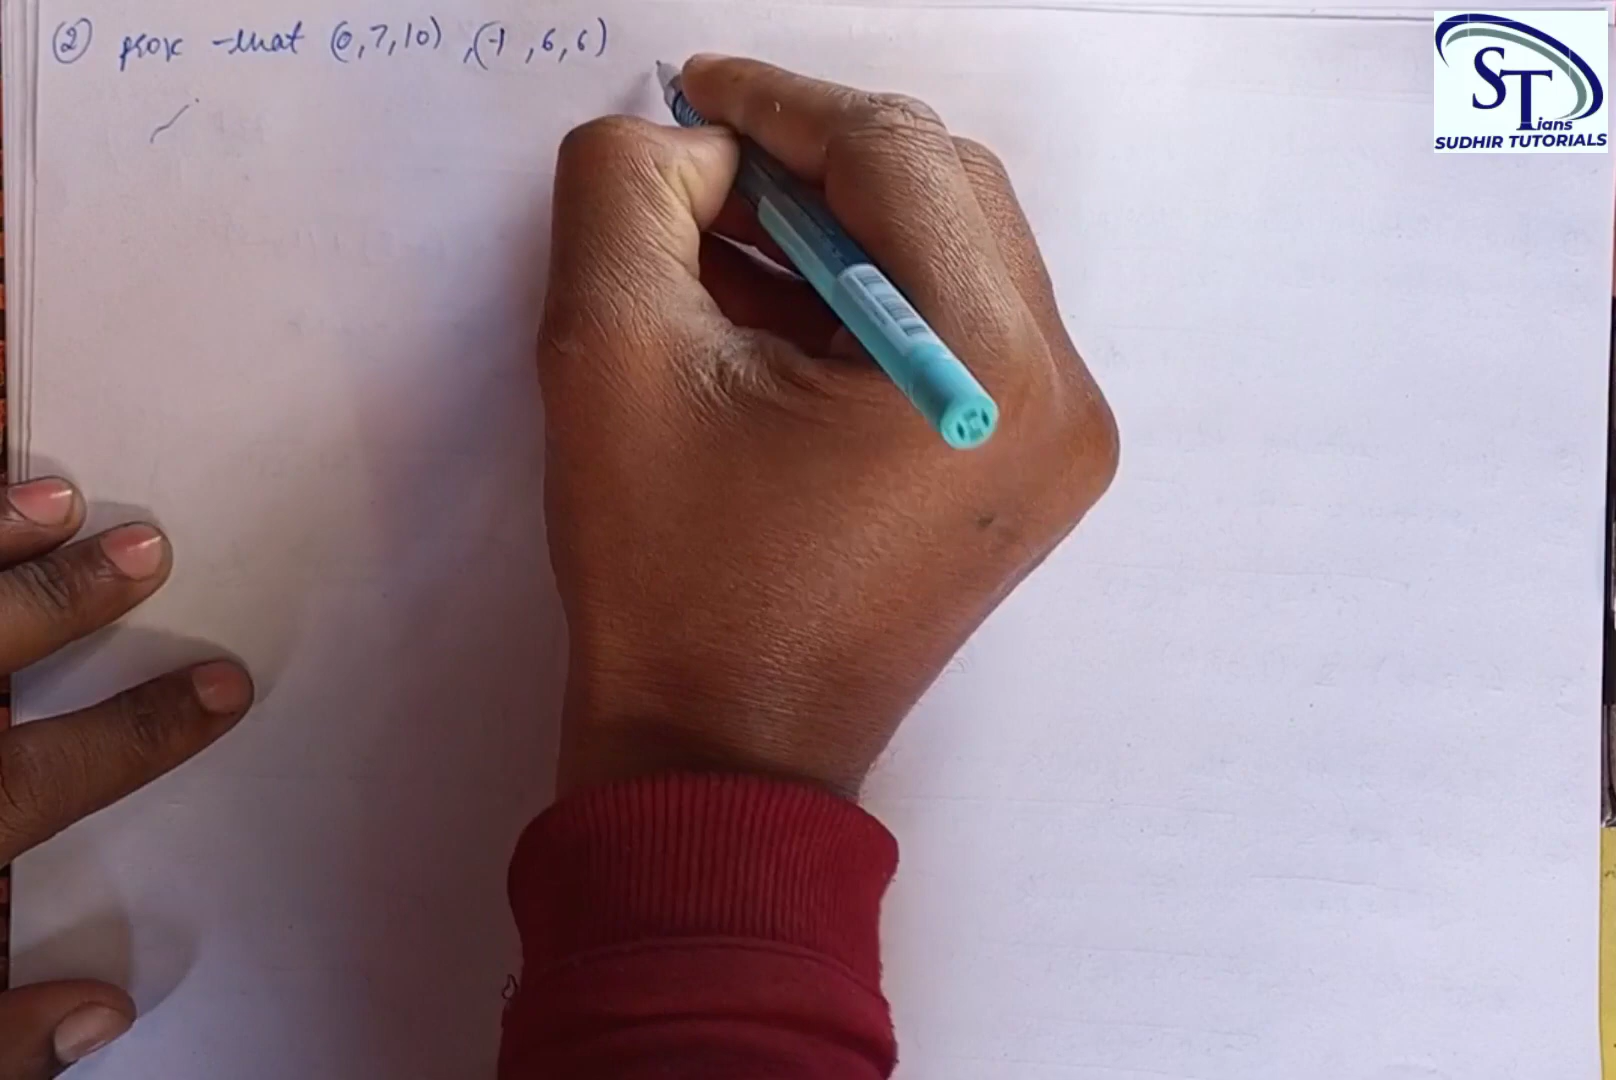 ② prove that (0,7,10), (-1,6,6)
ST
ians
SUDHIR TUTORIALS